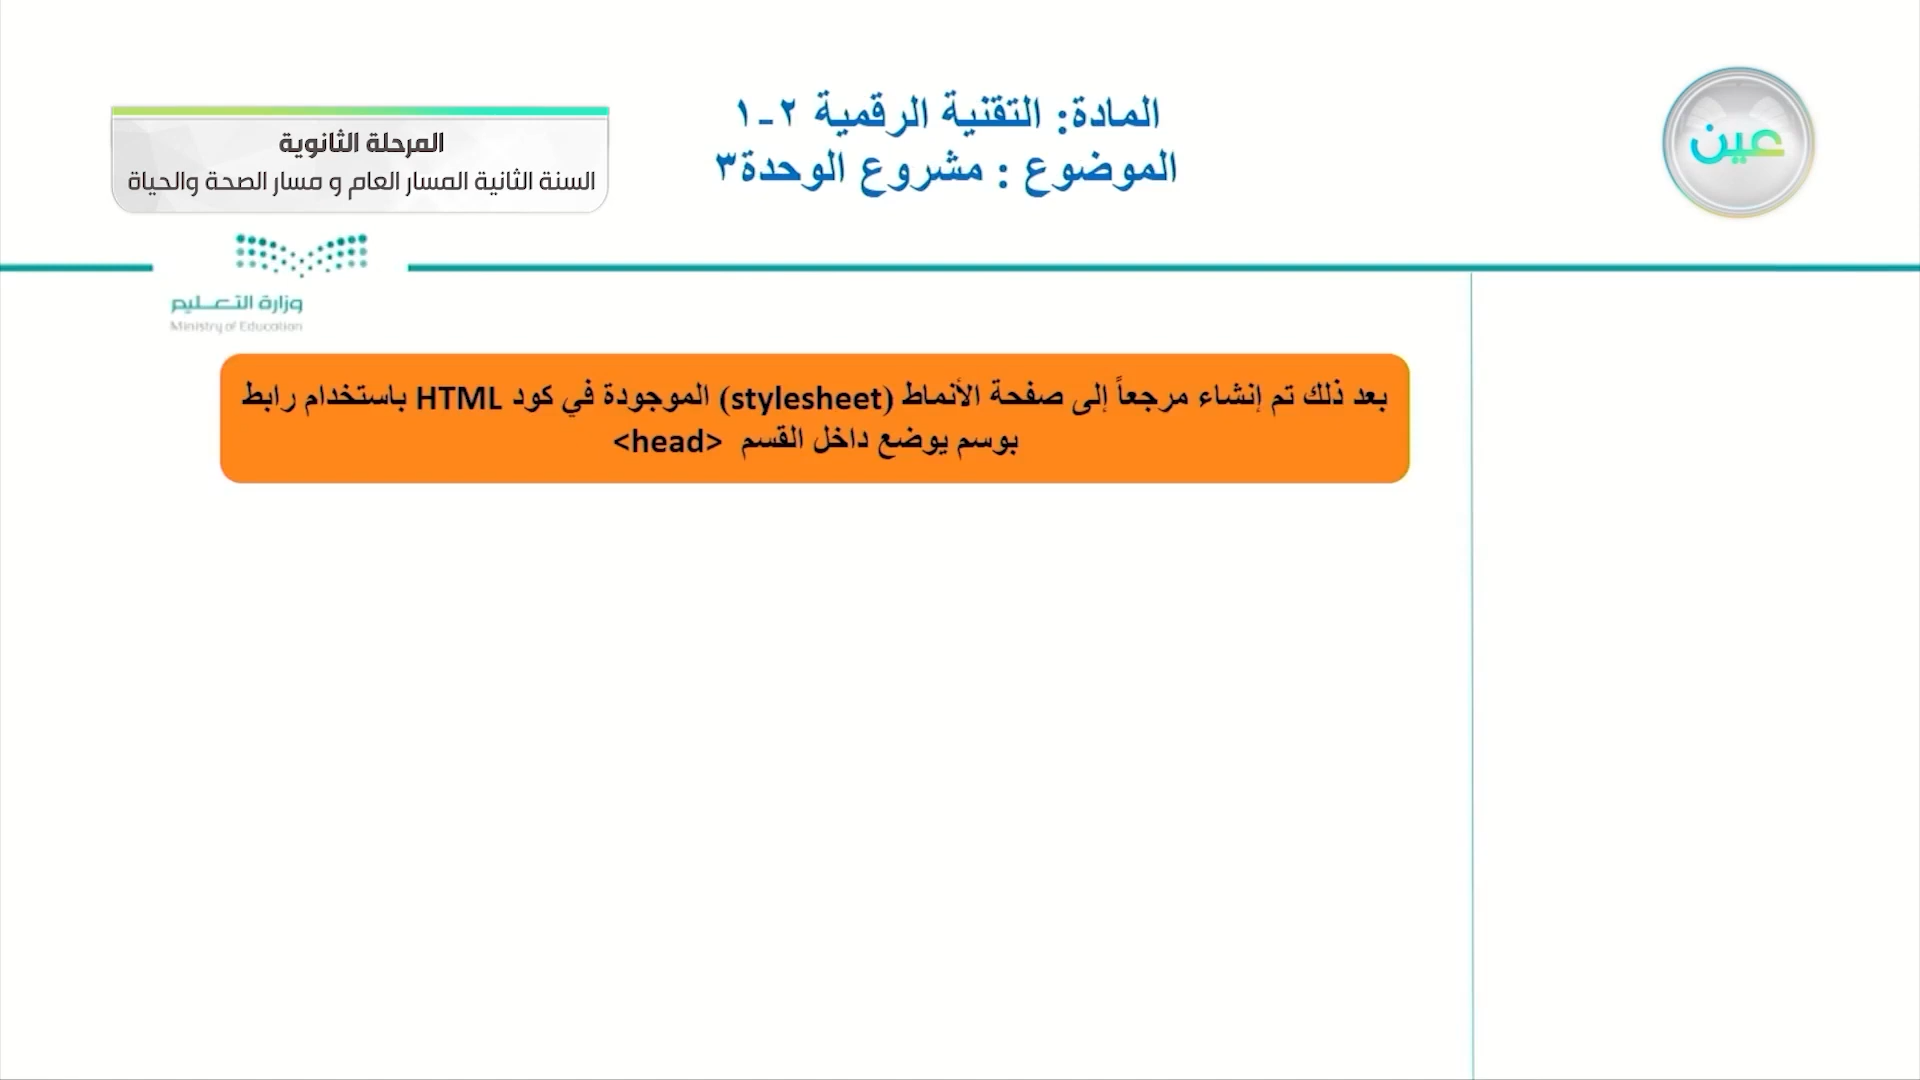 المادة: التقنية الرقمية ٢-١
الموضوع : مشروع الوحدة٣
عين
المرحلة الثانوية
السنة الثانية المسار العام و مسار الصحة والحياة
وزارة التعليم
Ministry of Education
بعد ذلك تم إنشاء مرجعاً إلى صفحة الأنماط (stylesheet) الموجودة في كود HTML باستخدام رابط
بوسم يوضع داخل القسم <head>